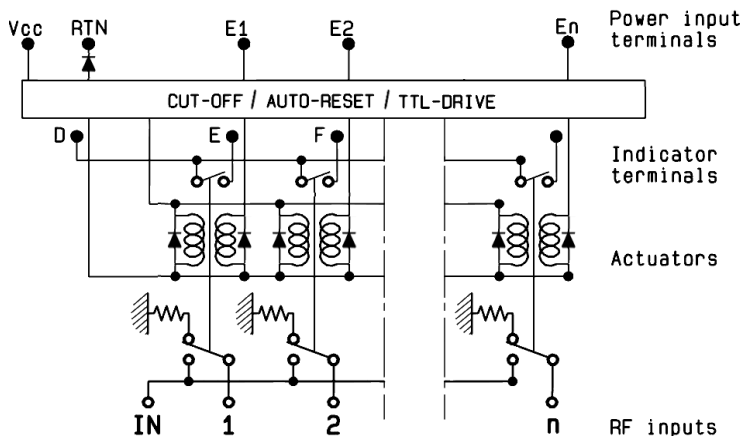 Vcc RTN E1 E2 En Power input
terminals
CUT-OFF / AUTO-RESET / TTL-DRIVE
D E F
Indicator
terminals
Actuators
IN 1 2 n RF inputs